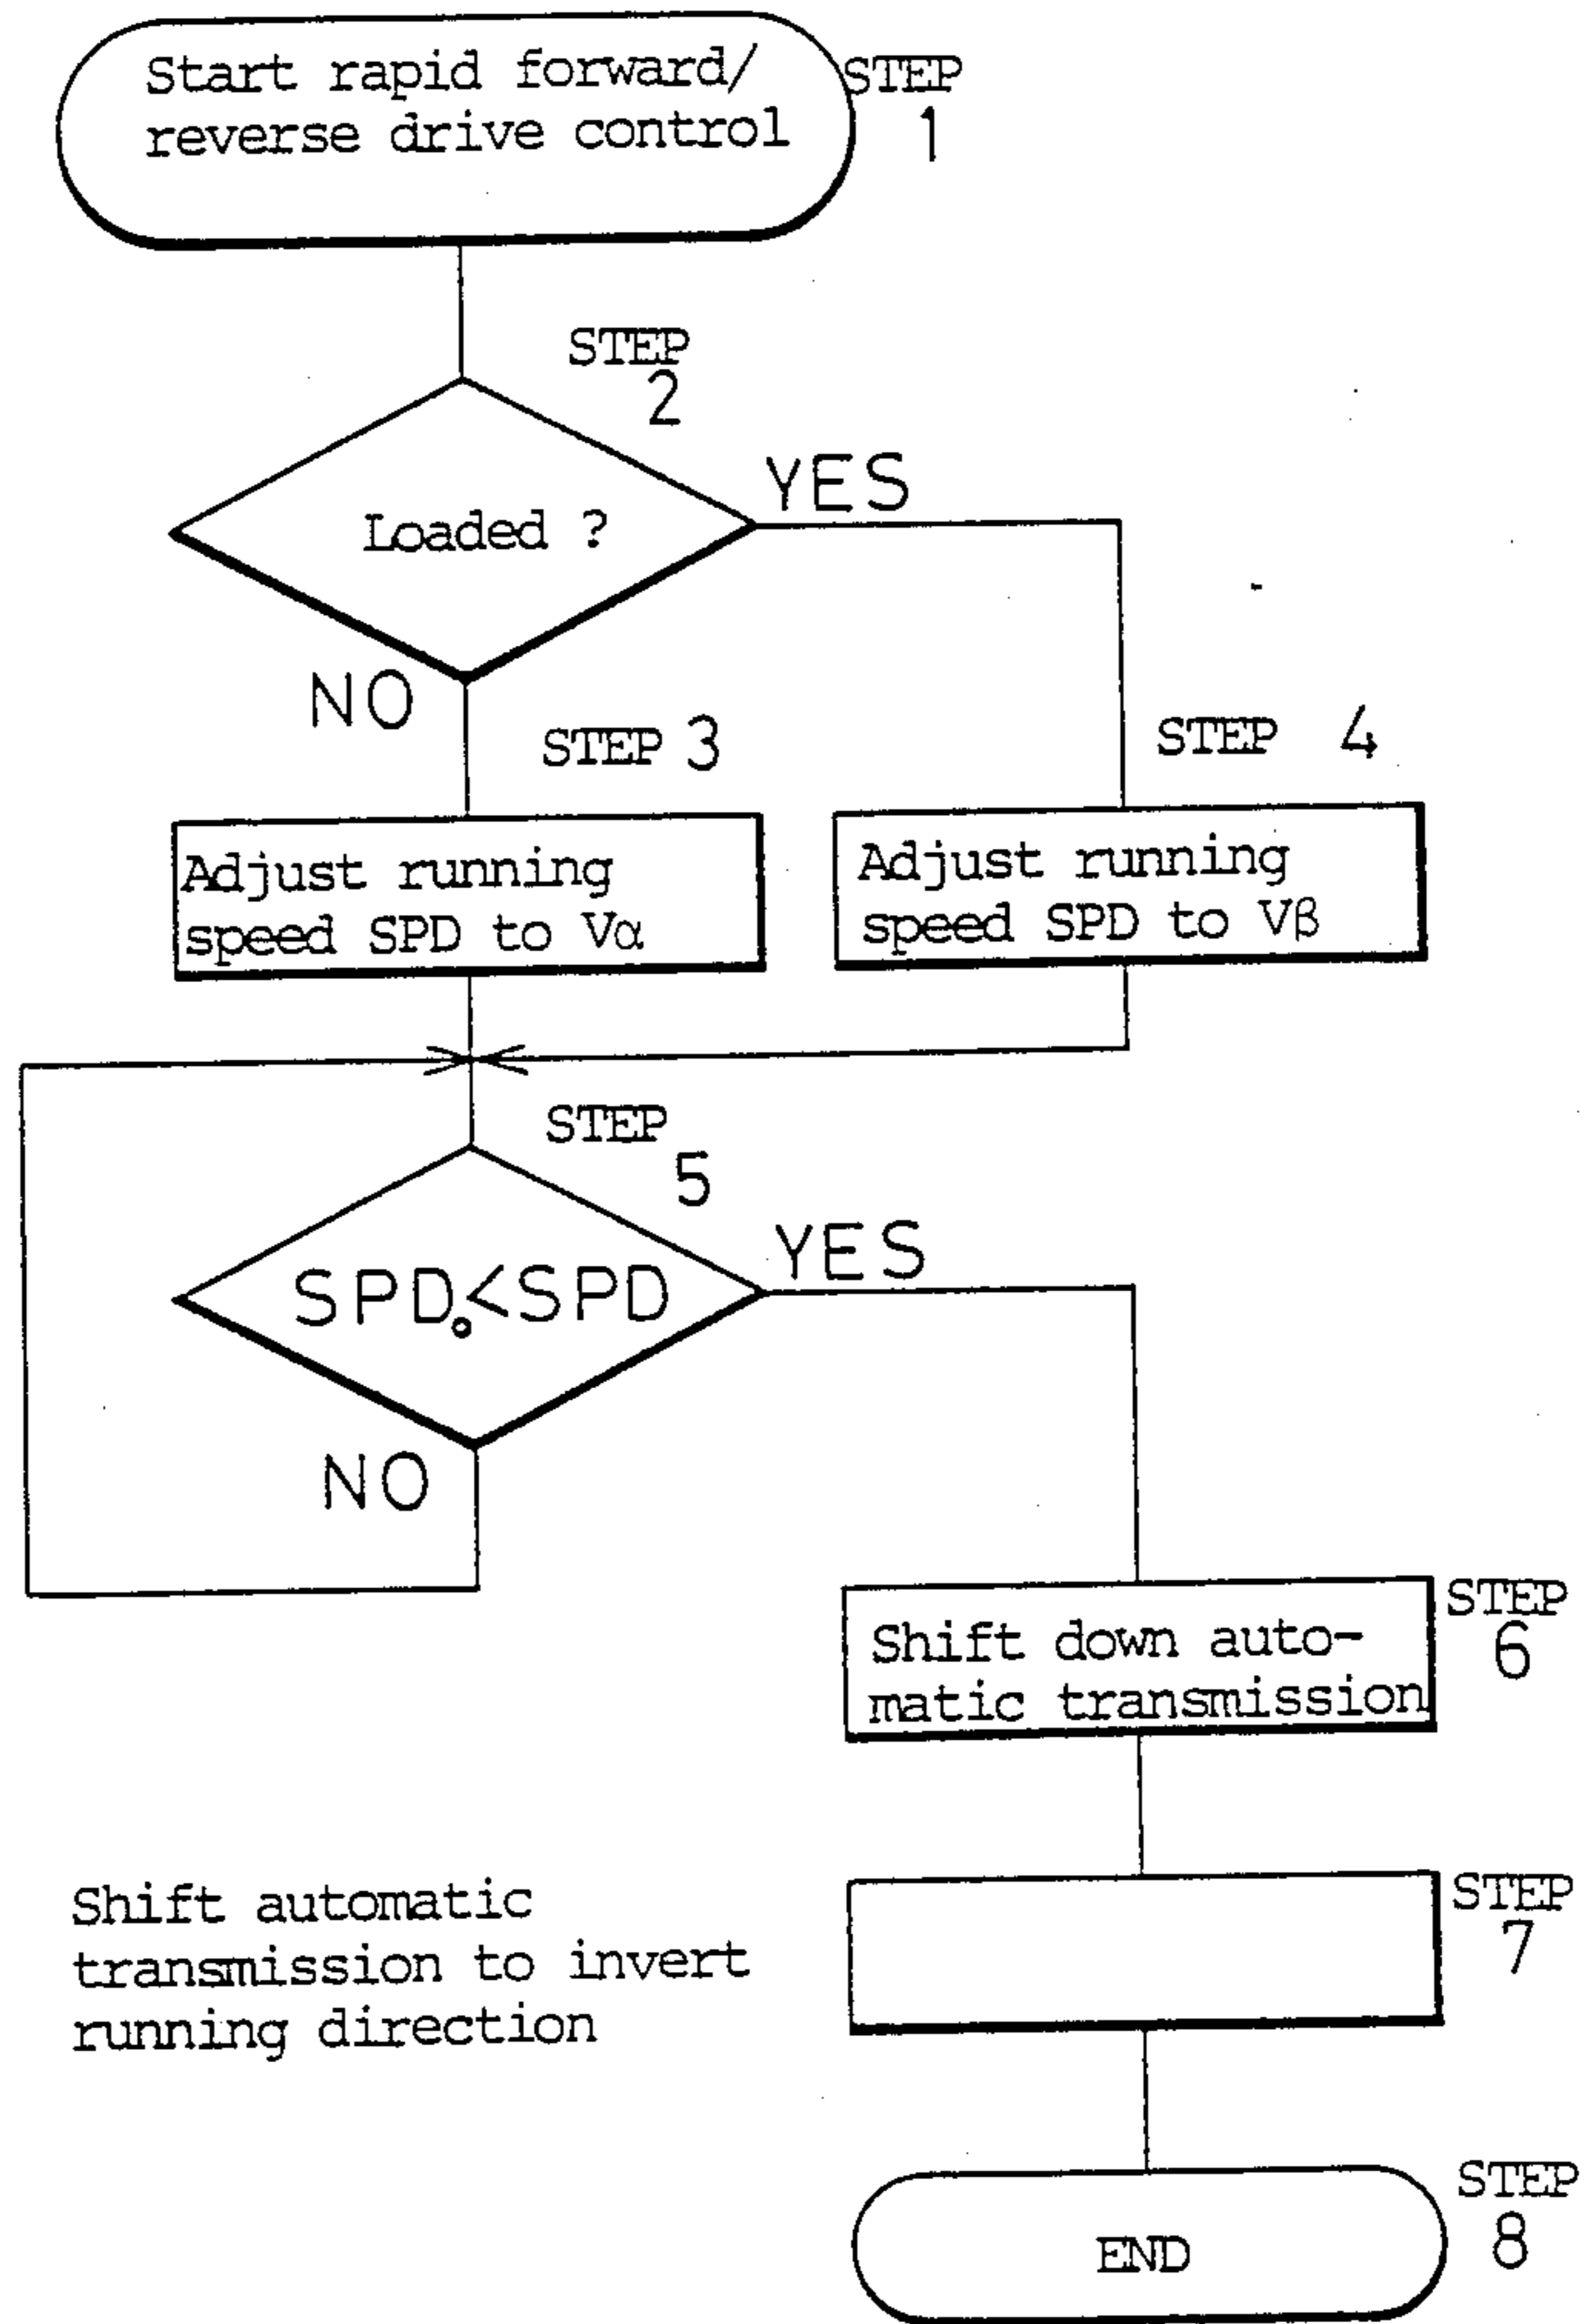 Start rapid forward/
reverse drive control
STEP
1
STEP
2
Loaded ?
YES
NO
STEP 3
STEP 4
Adjust running
speed SPD to Vα
Adjust running
speed SPD to Vβ
STEP
5
SPD₀<SPD
YES
NO
STEP
6
Shift down auto-
matic transmission
Shift automatic
transmission to invert
running direction
STEP
7
STEP
8
END